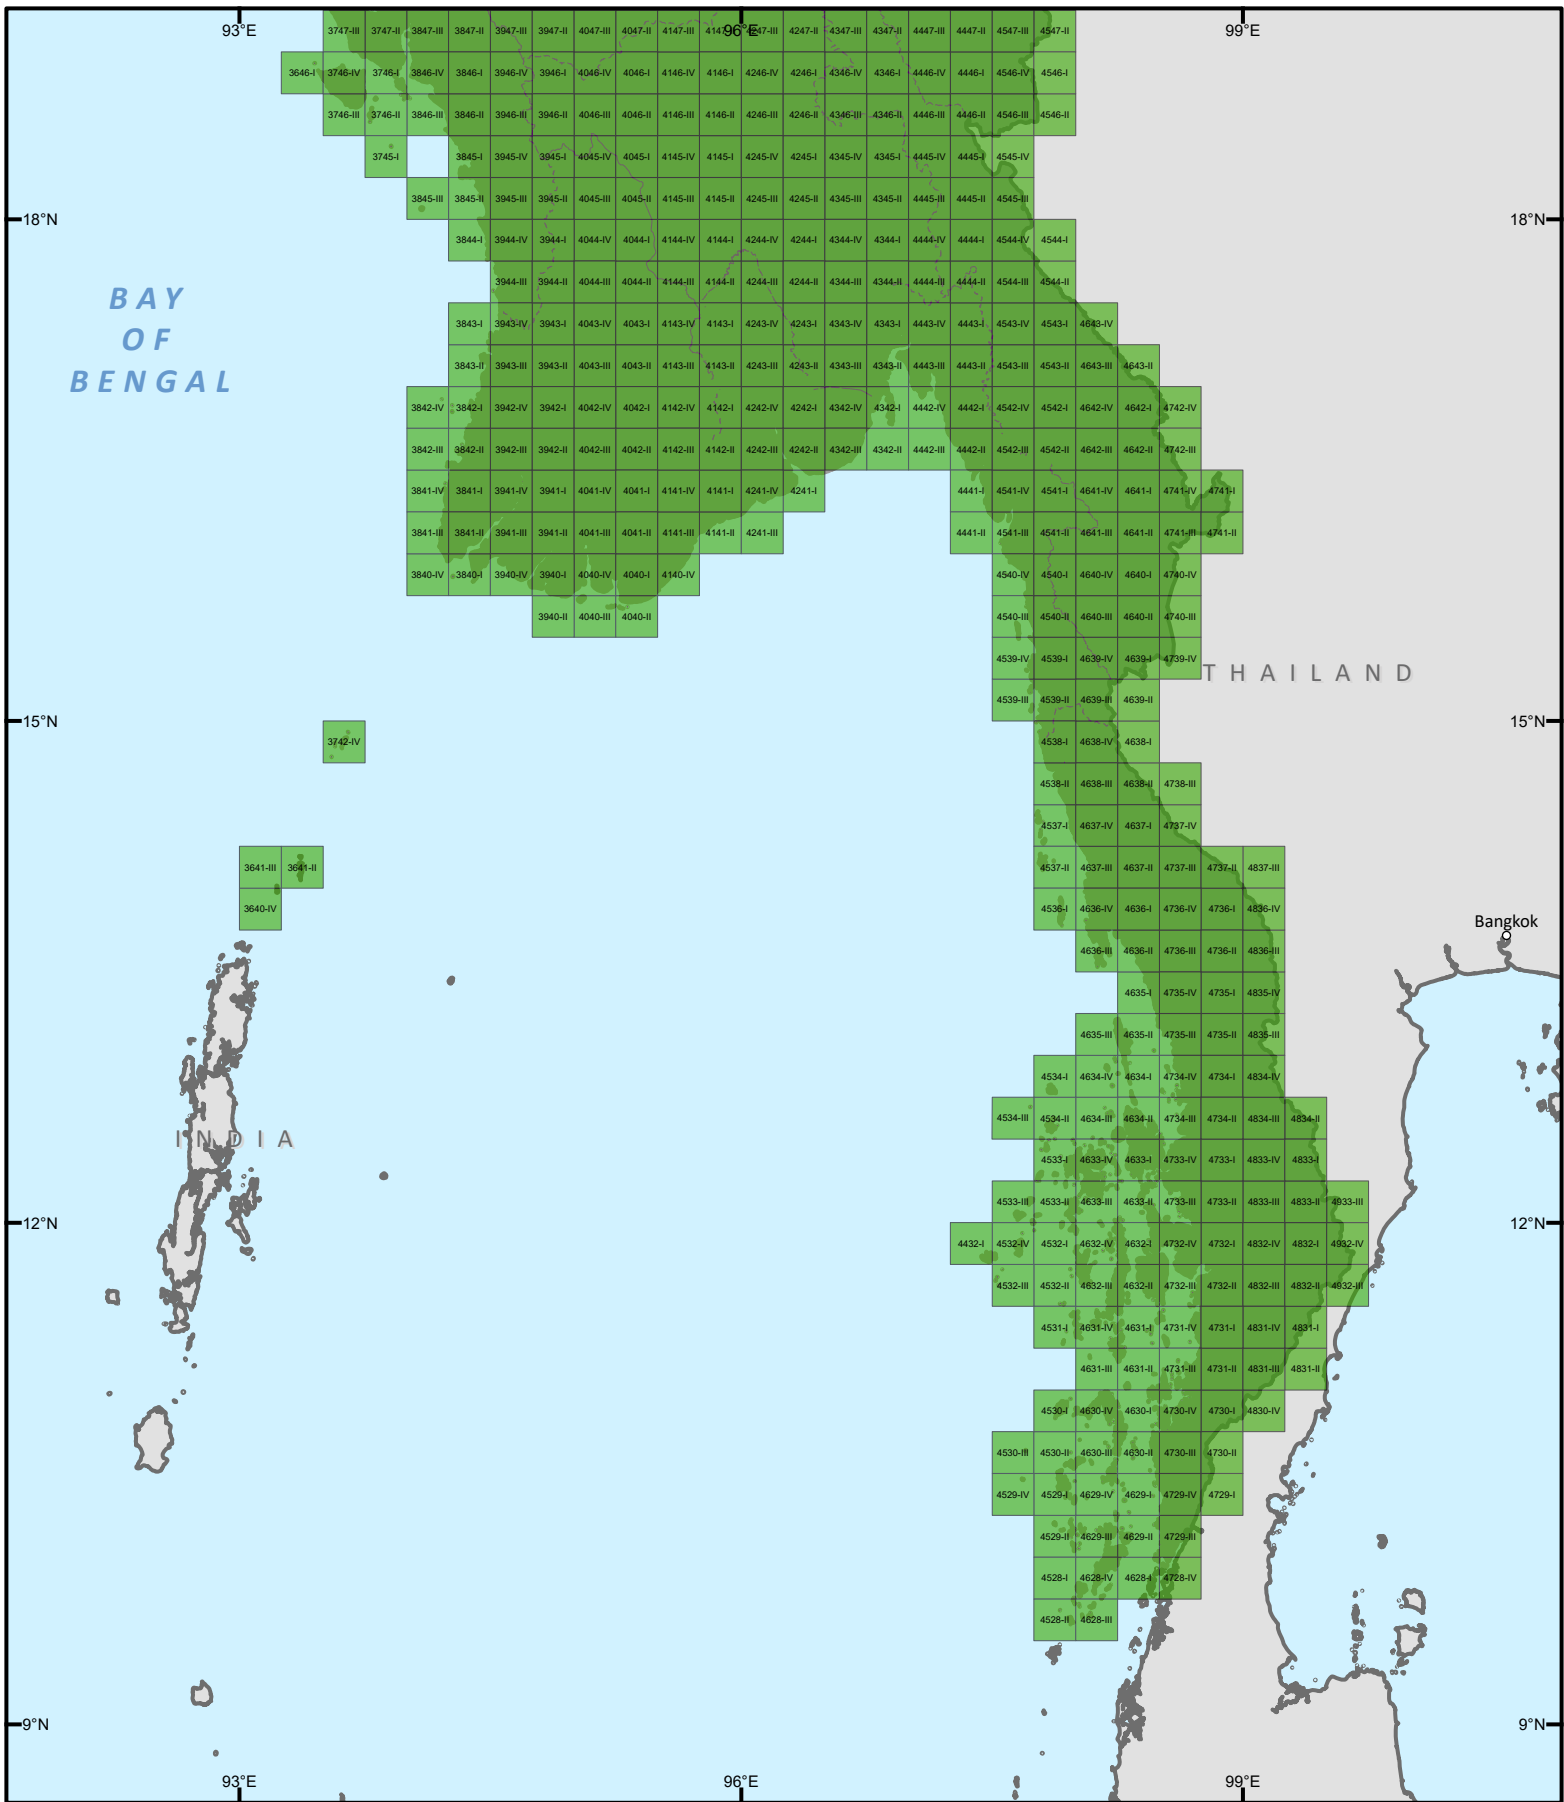 93°E 96°E 99°E
3747-III 3747-II 3847-III 3847-II 3947-III 3947-II 4047-III 4047-II 4147-III 4147-II 4247-III 4247-II 4347-III 4347-II 4447-III 4447-II 4547-III 4547-II
3646-I 3746-IV 3746-I 3846-IV 3846-I 3946-IV 3946-I 4046-IV 4046-I 4146-IV 4146-I 4246-IV 4246-I 4346-IV 4346-I 4446-IV 4446-I 4546-IV 4546-I
3746-III 3746-II 3846-III 3846-II 3946-III 3946-II 4046-III 4046-II 4146-III 4146-II 4246-III 4246-II 4346-III 4346-II 4446-III 4446-II 4546-III 4546-II
3745-I 3845-I 3945-IV 3945-I 4045-IV 4045-I 4145-IV 4145-I 4245-IV 4245-I 4345-IV 4345-I 4445-IV 4445-I 4545-IV
3845-III 3845-II 3945-III 3945-II 4045-III 4045-II 4145-III 4145-II 4245-III 4245-II 4345-III 4345-II 4445-III 4445-II 4545-III
18°N 18°N
3844-I 3944-IV 3944-I 4044-IV 4044-I 4144-IV 4144-I 4244-IV 4244-I 4344-IV 4344-I 4444-IV 4444-I 4544-IV 4544-I
3944-III 3944-II 4044-III 4044-II 4144-III 4144-II 4244-III 4244-II 4344-III 4344-II 4444-III 4444-II 4544-III 4544-II
BAY
OF
BENGAL
3843-I 3943-IV 3943-I 4043-IV 4043-I 4143-IV 4143-I 4243-IV 4243-I 4343-IV 4343-I 4443-IV 4443-I 4543-IV 4543-I 4643-IV
3843-II 3943-III 3943-II 4043-III 4043-II 4143-III 4143-II 4243-III 4243-II 4343-III 4343-II 4443-III 4443-II 4543-III 4543-II 4643-III 4643-II
3842-IV 3842-I 3942-IV 3942-I 4042-IV 4042-I 4142-IV 4142-I 4242-IV 4242-I 4342-IV 4342-I 4442-IV 4442-I 4542-IV 4542-I 4642-IV 4642-I 4742-IV
3842-III 3842-II 3942-III 3942-II 4042-III 4042-II 4142-III 4142-II 4242-III 4242-II 4342-III 4342-II 4442-III 4442-II 4542-III 4542-II 4642-III 4642-II 4742-III
3841-IV 3841-I 3941-IV 3941-I 4041-IV 4041-I 4141-IV 4141-I 4241-IV 4241-I 4441-I 4541-IV 4541-I 4641-IV 4641-I 4741-IV 4741-I
3841-III 3841-II 3941-III 3941-II 4041-III 4041-II 4141-III 4141-II 4241-III 4441-II 4541-III 4541-II 4641-III 4641-II 4741-III 4741-II
3840-IV 3840-I 3940-IV 3940-I 4040-IV 4040-I 4140-IV 4540-IV 4540-I 4640-IV 4640-I 4740-IV
3940-II 4040-III 4040-II 4540-III 4540-II 4640-III 4640-II 4740-III
4539-IV 4539-I 4639-IV 4639-I 4739-IV
THAILAND
4539-III 4539-II 4639-III 4639-II
15°N 15°N
3742-IV 4538-I 4638-IV 4638-I
4538-II 4638-III 4638-II 4738-III
4537-I 4637-IV 4637-I 4737-IV
3641-III 3641-II 4537-II 4637-III 4637-II 4737-III 4737-II 4837-III
3640-IV 4536-I 4636-IV 4636-I 4736-IV 4736-I 4836-IV
Bangkok
4636-III 4636-II 4736-III 4736-II 4836-III
4635-I 4735-IV 4735-I 4835-IV
4635-III 4635-II 4735-III 4735-II 4835-III
4534-I 4634-IV 4634-I 4734-IV 4734-I 4834-IV
4534-III 4534-II 4634-III 4634-II 4734-III 4734-II 4834-III 4834-II
INDIA
4533-I 4633-IV 4633-I 4733-IV 4733-I 4833-IV 4833-I
4533-III 4533-II 4633-III 4633-II 4733-III 4733-II 4833-III 4833-II 4933-III
12°N 12°N
4432-I 4532-IV 4532-I 4632-IV 4632-I 4732-IV 4732-I 4832-IV 4832-I 4932-IV
4532-III 4532-II 4632-III 4632-II 4732-III 4732-II 4832-III 4832-II 4932-III
4531-I 4631-IV 4631-I 4731-IV 4731-I 4831-IV 4831-I
4631-III 4631-II 4731-III 4731-II 4831-III 4831-II
4530-I 4630-IV 4630-I 4730-IV 4730-I 4830-IV
4530-III 4530-II 4630-III 4630-II 4730-III 4730-II
4529-IV 4529-I 4629-IV 4629-I 4729-IV 4729-I
4529-II 4629-III 4629-II 4729-III
4528-I 4628-IV 4628-I 4728-IV
4528-II 4628-III
9°N 9°N
93°E 96°E 99°E